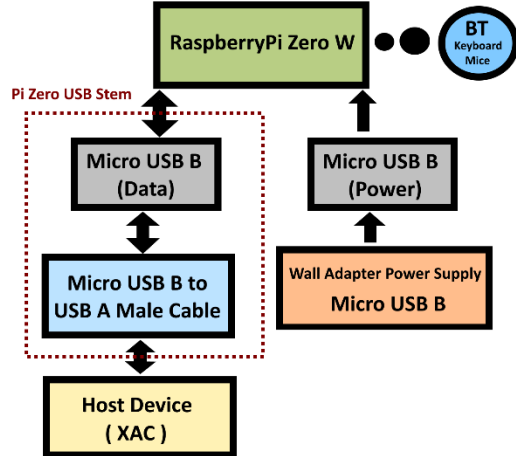 RaspberryPi Zero W
BT
Keyboard
Mice
Pi Zero USB Stem
Micro USB B
(Data)
Micro USB B
(Power)
Micro USB B to
USB A Male Cable
Wall Adapter Power Supply
Micro USB B
Host Device
( XAC )